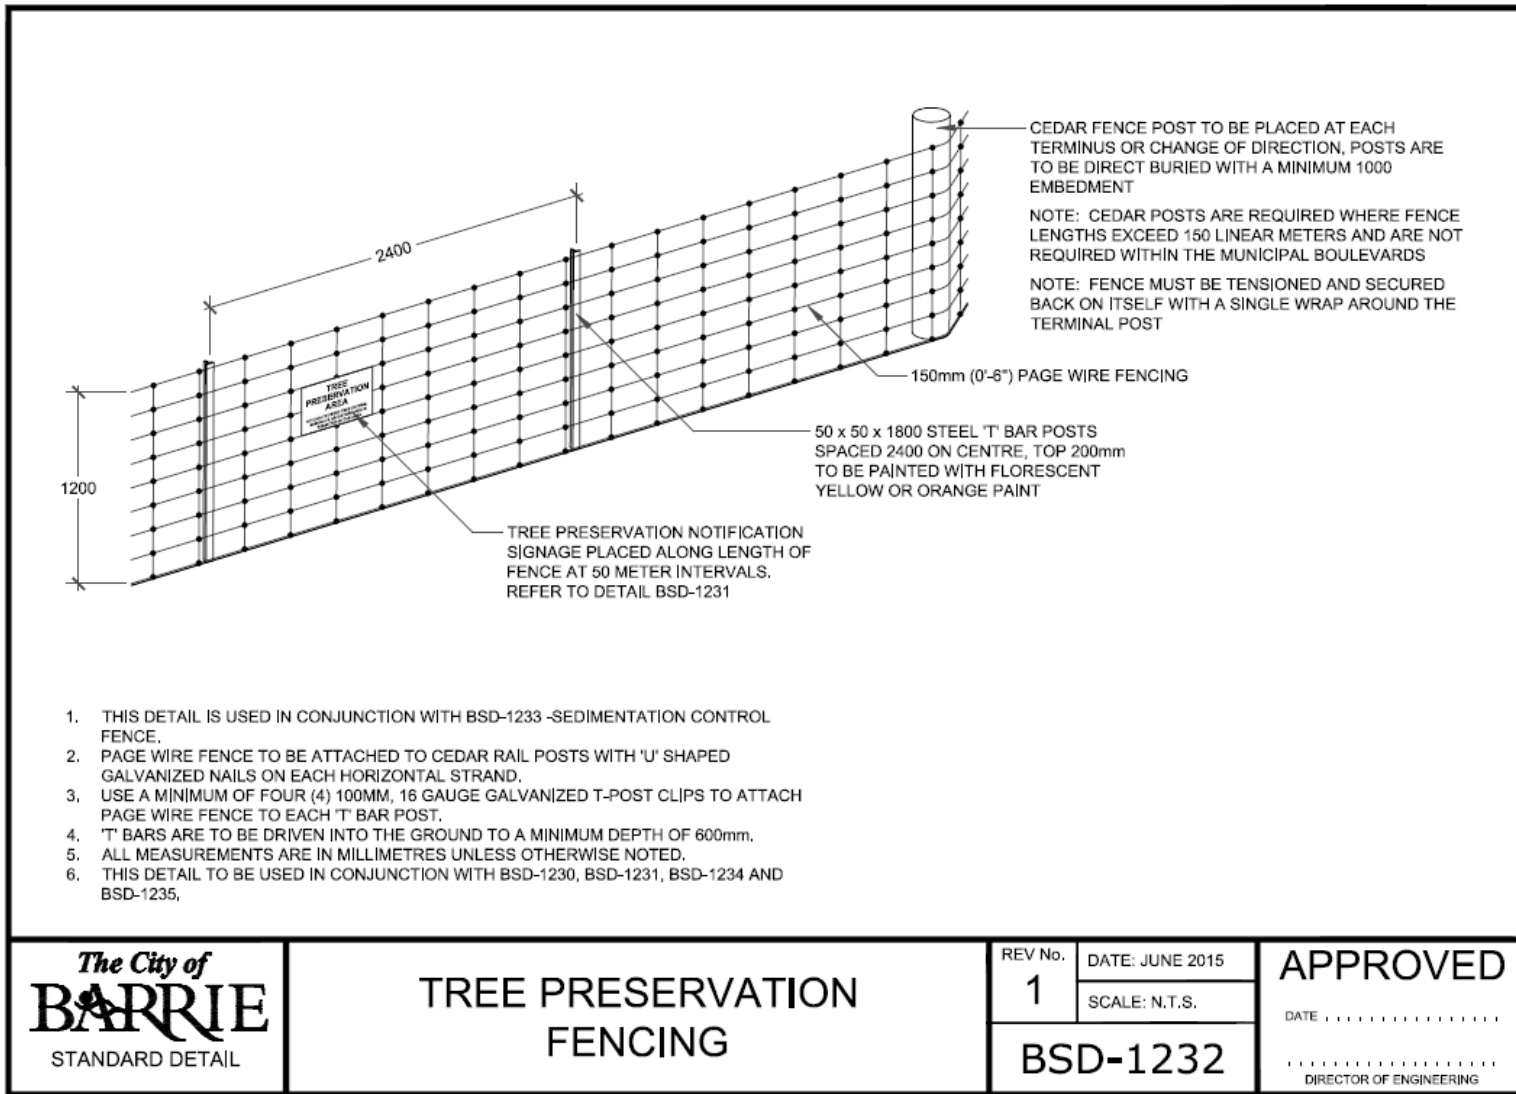 CEDAR FENCE POST TO BE PLACED AT EACH
TERMINUS OR CHANGE OF DIRECTION, POSTS ARE
TO BE DIRECT BURIED WITH A MINIMUM 1000
EMBEDMENT
NOTE: CEDAR POSTS ARE REQUIRED WHERE FENCE
LENGTHS EXCEED 150 LINEAR METERS AND ARE NOT
REQUIRED WITHIN THE MUNICIPAL BOULEVARDS
NOTE: FENCE MUST BE TENSIONED AND SECURED
BACK ON ITSELF WITH A SINGLE WRAP AROUND THE
TERMINAL POST
2400
150mm (0'-6") PAGE WIRE FENCING
TREE
PRESERVATION
AREA
50 x 50 x 1800 STEEL 'T' BAR POSTS
SPACED 2400 ON CENTRE, TOP 200mm
TO BE PAINTED WITH FLORESCENT
YELLOW OR ORANGE PAINT
1200
TREE PRESERVATION NOTIFICATION
SIGNAGE PLACED ALONG LENGTH OF
FENCE AT 50 METER INTERVALS.
REFER TO DETAIL BSD-1231
1. THIS DETAIL IS USED IN CONJUNCTION WITH BSD-1233 -SEDIMENTATION CONTROL
FENCE.
2. PAGE WIRE FENCE TO BE ATTACHED TO CEDAR RAIL POSTS WITH 'U' SHAPED
GALVANIZED NAILS ON EACH HORIZONTAL STRAND.
3. USE A MINIMUM OF FOUR (4) 100MM, 16 GAUGE GALVANIZED T-POST CLIPS TO ATTACH
PAGE WIRE FENCE TO EACH 'T' BAR POST.
4. 'T' BARS ARE TO BE DRIVEN INTO THE GROUND TO A MINIMUM DEPTH OF 600mm.
5. ALL MEASUREMENTS ARE IN MILLIMETRES UNLESS OTHERWISE NOTED.
6. THIS DETAIL TO BE USED IN CONJUNCTION WITH BSD-1230, BSD-1231, BSD-1234 AND
BSD-1235.
The City of
BARRIE
STANDARD DETAIL
TREE PRESERVATION
FENCING
REV No.
1
DATE: JUNE 2015
SCALE: N.T.S.
BSD-1232
APPROVED
DATE . . . . . . . . . . . . . . . .
. . . . . . . . . . . . . . . . . . .
DIRECTOR OF ENGINEERING